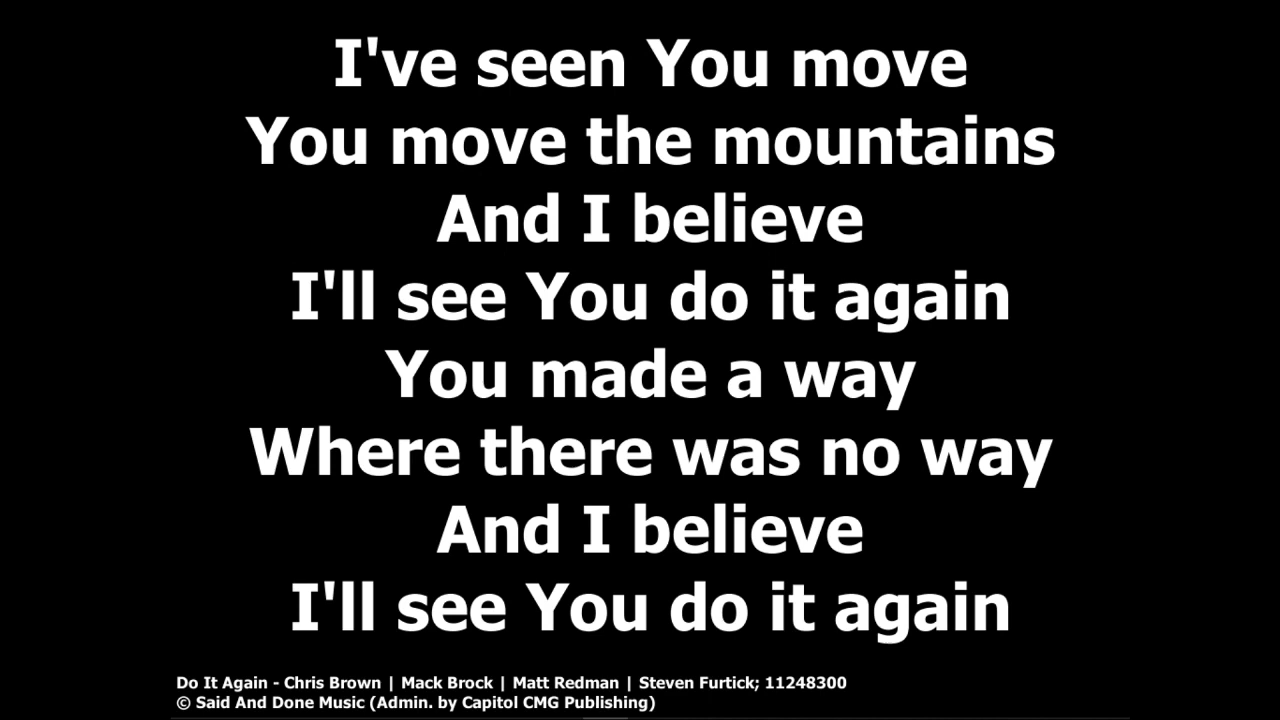 I've seen You move
You move the mountains
And I believe
I'll see You do it again
You made a way
Where there was no way
And I believe
I'll see You do it again
Do It Again - Chris Brown | Mack Brock | Matt Redman | Steven Furtick; 11248300
© Said And Done Music (Admin. by Capitol CMG Publishing)